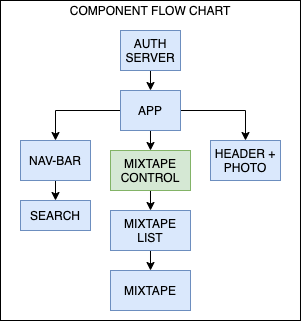 COMPONENT FLOW CHART
AUTH
SERVER
APP
NAV-BAR
MIXTAPE
CONTROL
HEADER +
PHOTO
SEARCH
MIXTAPE
LIST
MIXTAPE